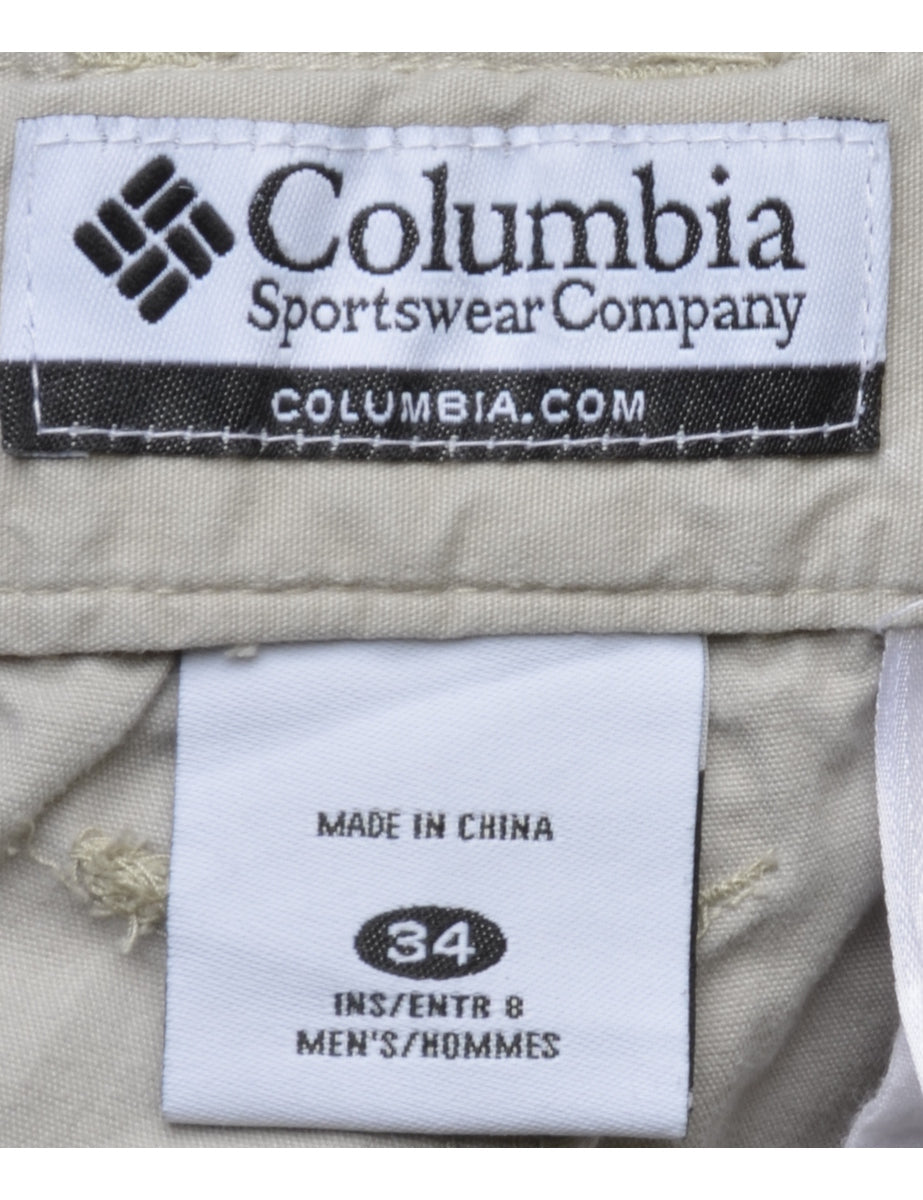 Columbia
Sportswear Company
COLUMBIA.COM
MADE IN CHINA
34
INS/ENTR 8
MEN'S/HOMMES